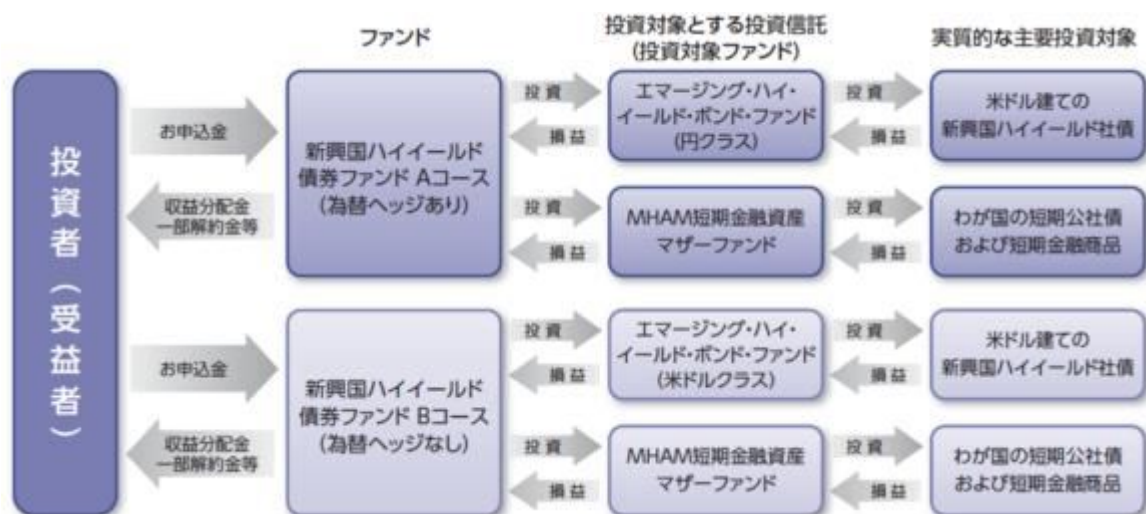 ファンド
投資対象とする投資信託
(投資対象ファンド)
実質的な主要投資対象
投資者(受益者)
お申込金
収益分配金
一部解約金等
新興国ハイイールド
債券ファンド Aコース
(為替ヘッジあり)
投資
損益
エマージング・ハイ・
イールド・ボンド・ファンド
(円クラス)
投資
損益
米ドル建ての
新興国ハイイールド社債
投資
損益
MHAM短期金融資産
マザーファンド
投資
損益
わが国の短期公社債
および短期金融商品
お申込金
収益分配金
一部解約金等
新興国ハイイールド
債券ファンド Bコース
(為替ヘッジなし)
投資
損益
エマージング・ハイ・
イールド・ボンド・ファンド
(米ドルクラス)
投資
損益
米ドル建ての
新興国ハイイールド社債
投資
損益
MHAM短期金融資産
マザーファンド
投資
損益
わが国の短期公社債
および短期金融商品